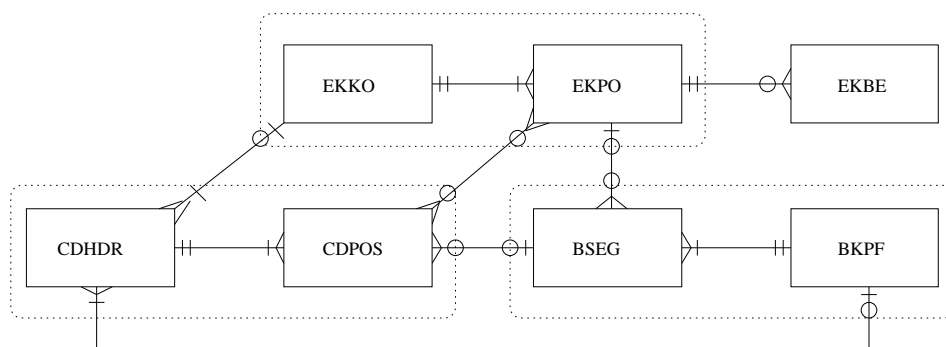 EKKO
EKPO
EKBE
CDHDR
CDPOS
BSEG
BKPF